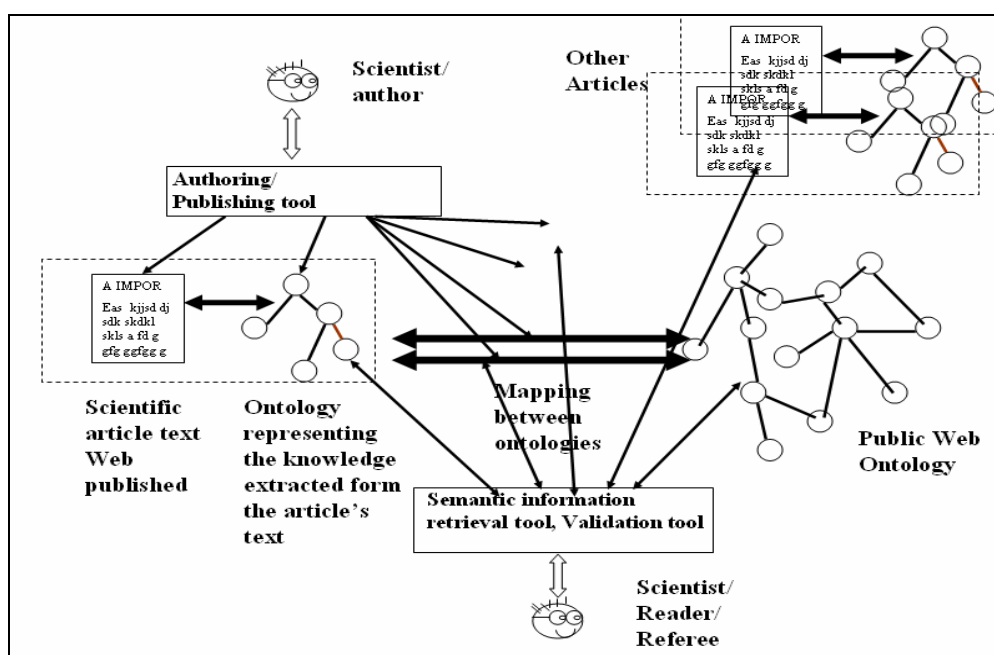 Scientist/
author
Other
Articles
A IMPOR
Eas kjjsd dj
sdk skdkl
skls a fd g
gfg ggfggg g
A IMPOR
Eas kjjsd dj
sdk skdkl
skls a fd g
gfg ggfggg g
Authoring/
Publishing tool
A IMPOR
Eas kjjsd dj
sdk skdkl
skls a fd g
gfg ggfggg g
Mapping
between
ontologies
Scientific
article text
Web
published
Ontology
representing
the knowledge
extracted form
the article's
text
Public Web
Ontology
Semantic information
retrieval tool, Validation tool
Scientist/
Reader/
Referee